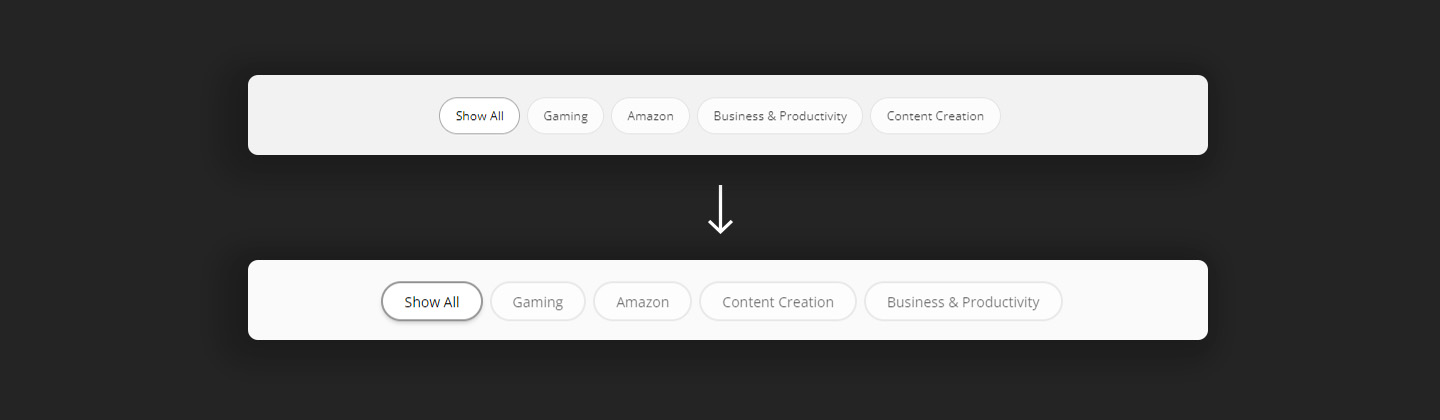 Show All Gaming Amazon Business & Productivity Content Creation
Show All Gaming Amazon Content Creation Business & Productivity